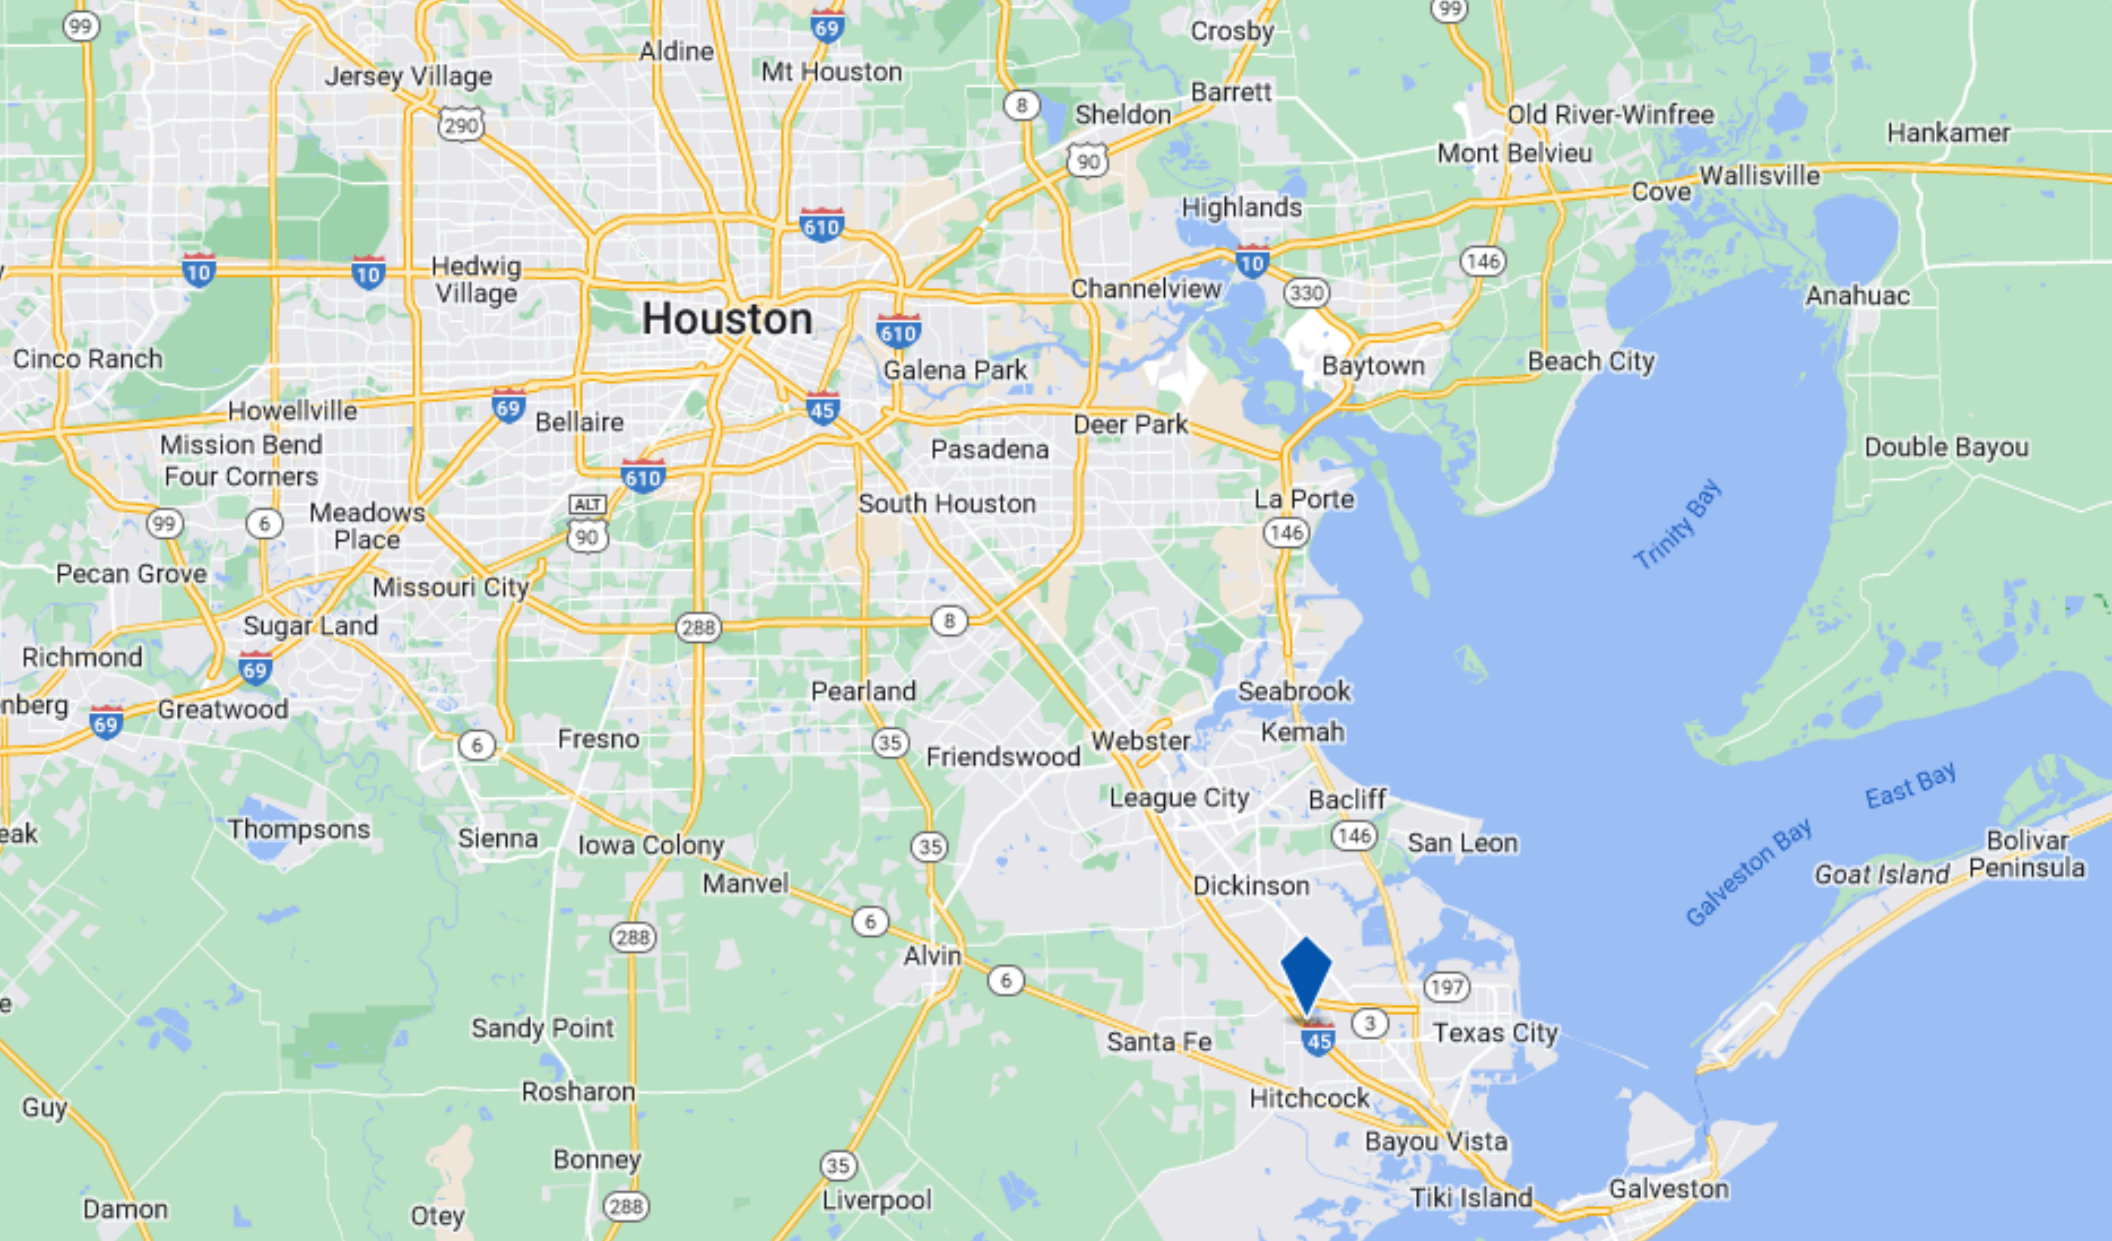 99
69
Crosby
99
Aldine
Jersey Village
Mt Houston
Barrett
8
Sheldon
Old River-Winfree
290
Hankamer
Mont Belvieu
90
Wallisville
Cove
Highlands
610
10
10
Hedwig
Village
10
146
Channelview
330
Anahuac
Houston
610
Cinco Ranch
Galena Park
Baytown
Beach City
69
45
Howellville
Bellaire
Deer Park
Mission Bend
Pasadena
Double Bayou
Four Corners
610
La Porte
South Houston
ALT
90
Meadows
Place
99
6
146
Trinity Bay
Pecan Grove
Missouri City
Sugar Land
288
8
Richmond
69
Pearland
Seabrook
nberg
69
Greatwood
Kemah
6
Fresno
35
Friendswood
Webster
East Bay
League City
Bacliff
eak
Thompsons
Sienna
Iowa Colony
35
146
San Leon
Bolivar
Peninsula
Galveston Bay
Goat Island
Manvel
Dickinson
6
288
Alvin
6
197
e
Sandy Point
3
Santa Fe
45
Texas City
Rosharon
Hitchcock
Guy
Bayou Vista
Bonney
35
Galveston
Liverpool
Tiki Island
Damon
288
Otey